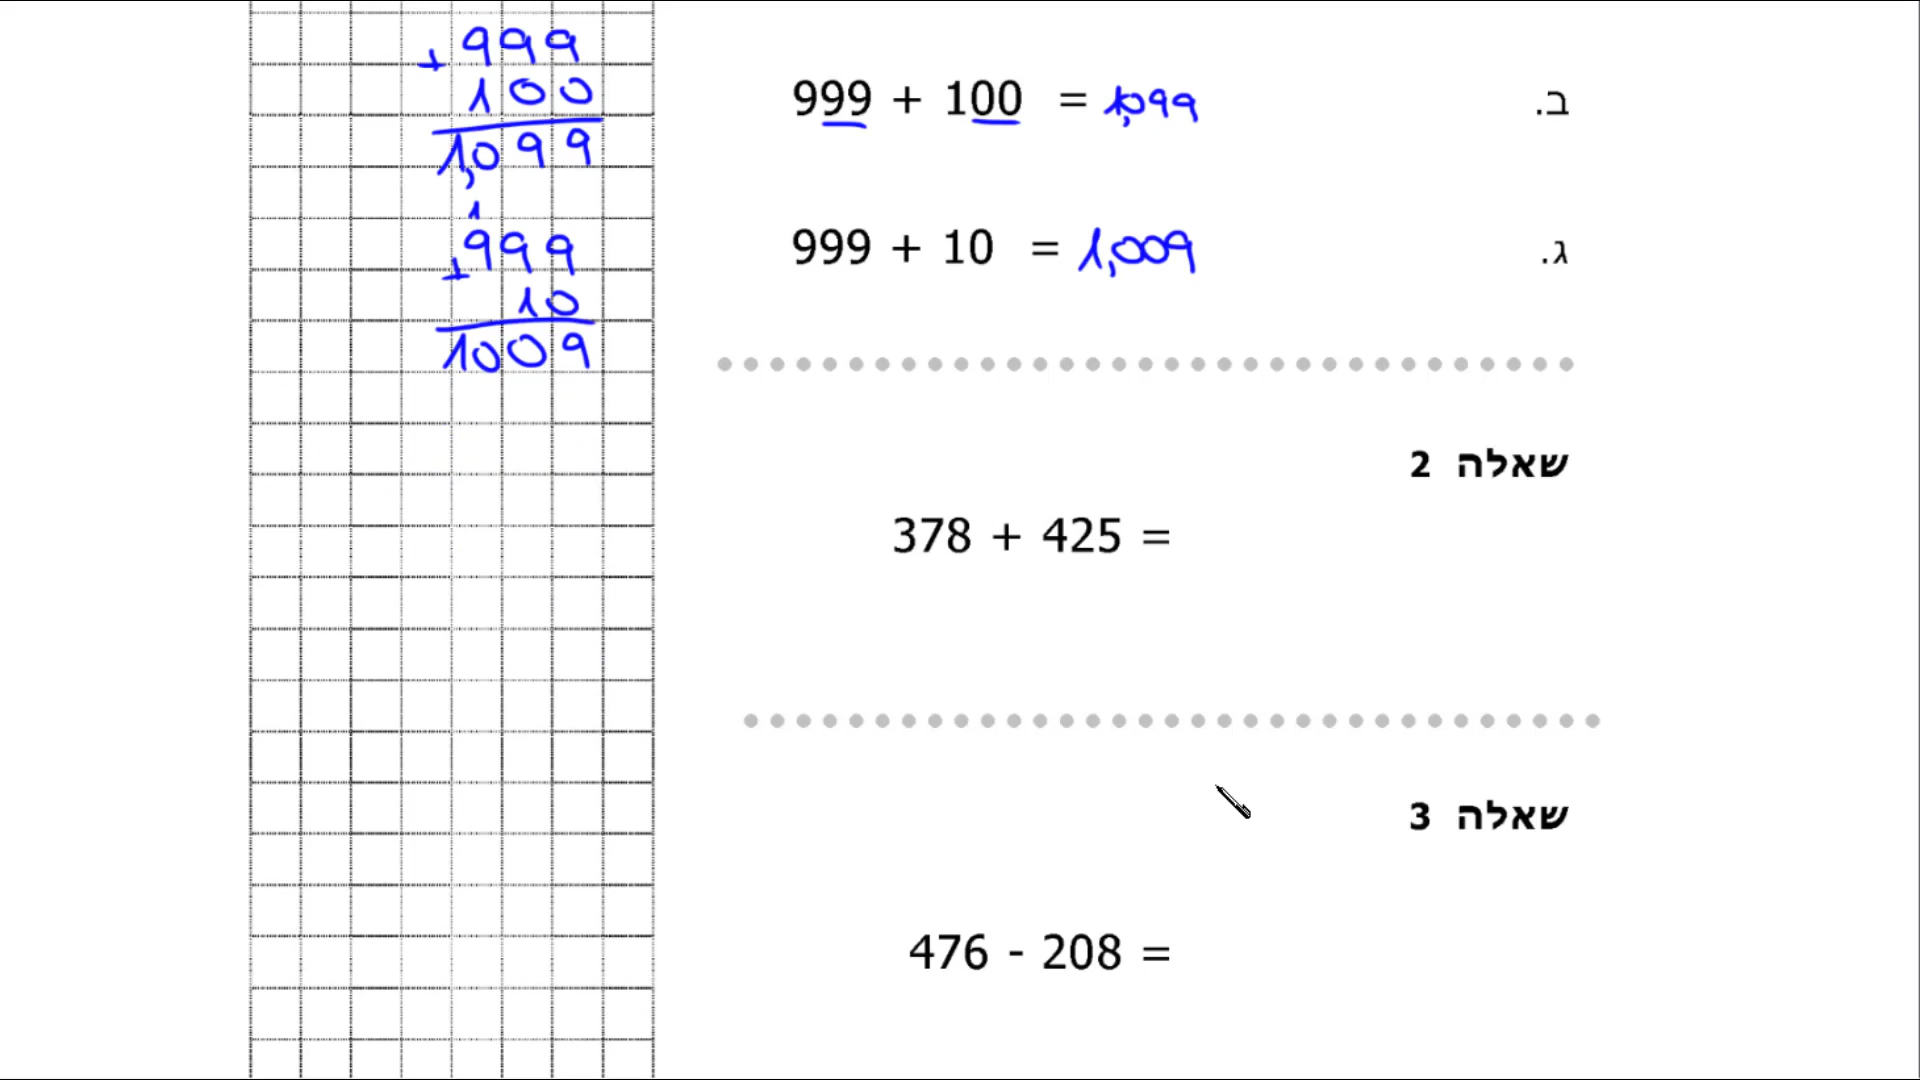 ב. 999 + 100 = 1,099
ג. 999 + 10 = 1,009
שאלה 2
378 + 425 =
שאלה 3
476 - 208 =
999
+
100
1,099
1
999
+
10
1009